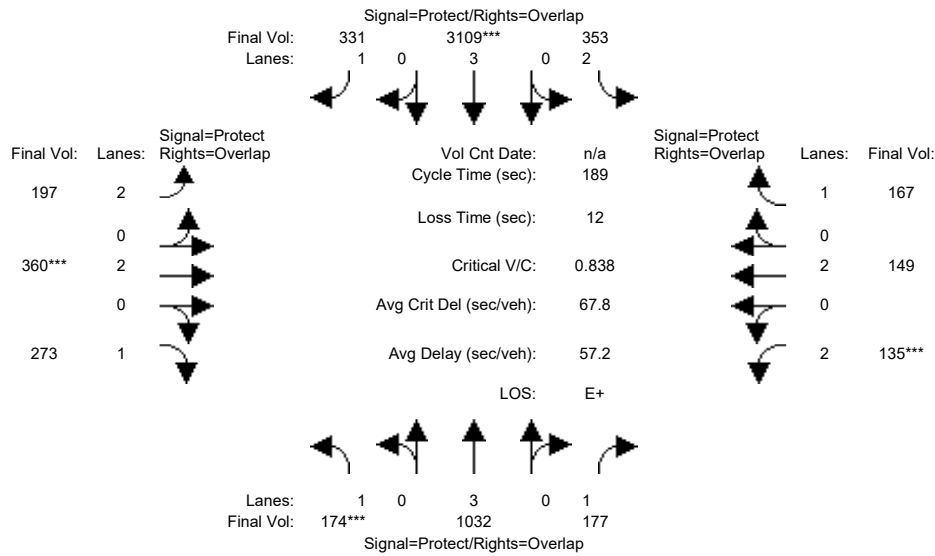 Signal=Protect/Rights=Overlap
Final Vol: 331 3109*** 353
Lanes: 1 0 3 0 2
Signal=Protect
Final Vol: Lanes: Rights=Overlap
Vol Cnt Date: n/a
Signal=Protect
Rights=Overlap Lanes: Final Vol:
Cycle Time (sec): 189
197 2
1 167
Loss Time (sec): 12
0
0
360*** 2
Critical V/C: 0.838
2 149
0
Avg Crit Del (sec/veh): 67.8
0
273 1
Avg Delay (sec/veh): 57.2
2 135***
LOS: E+
Lanes: 1 0 3 0 1
Final Vol: 174*** 1032 177
Signal=Protect/Rights=Overlap